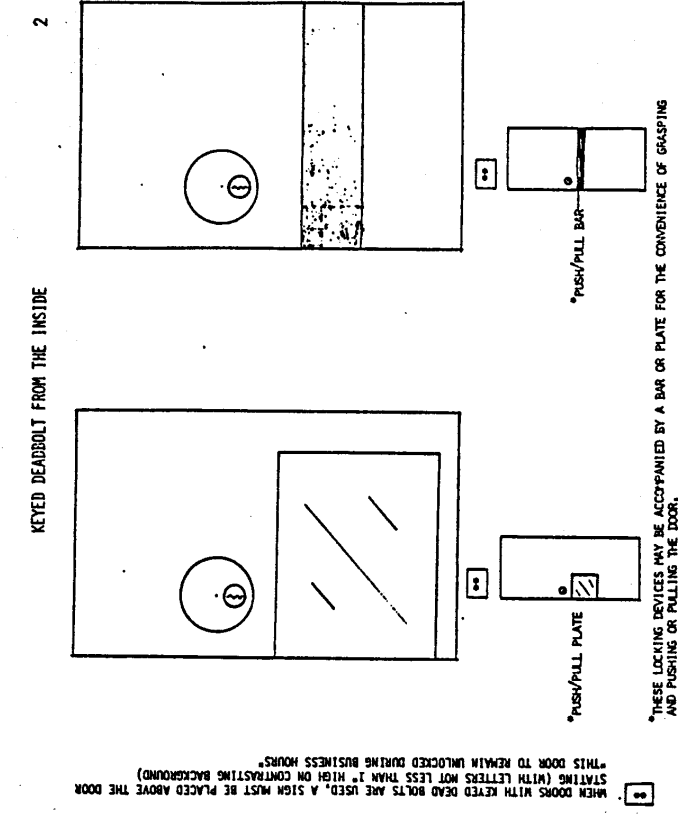 2
KEYED DEADBOLT FROM THE INSIDE
*PUSH/PULL PLATE
*PUSH/PULL BAR
*THESE LOCKING DEVICES MAY BE ACCOMPANIED BY A BAR OR PLATE FOR THE CONVENIENCE OF GRASPING
AND PUSHING OR PULLING THE DOOR.
WHEN DOORS WITH KEYED DEAD BOLTS ARE USED, A SIGN MUST BE PLACED ABOVE THE DOOR
STATING (WITH LETTERS NOT LESS THAN 1" HIGH ON CONTRASTING BACKGROUND)
"THIS DOOR TO REMAIN UNLOCKED DURING BUSINESS HOURS"